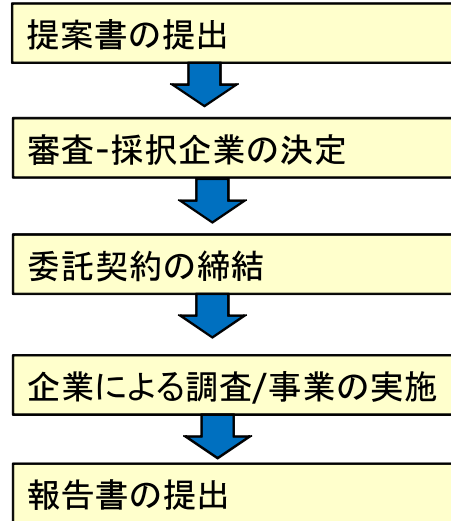 提案書の提出
審査-採択企業の決定
委託契約の締結
企業による調査/事業の実施
報告書の提出